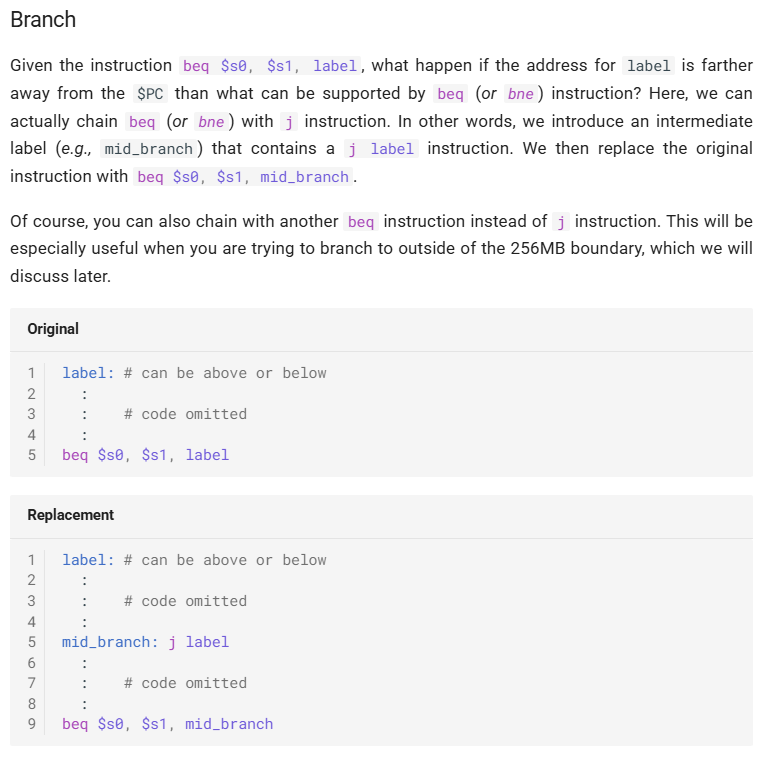 Branch
Given the instruction beq $s0, $s1, label, what happen if the address for label is farther
away from the $PC than what can be supported by beq (or bne) instruction? Here, we can
actually chain beq (or bne) with j instruction. In other words, we introduce an intermediate
label (e.g., mid_branch) that contains a j label instruction. We then replace the original
instruction with beq $s0, $s1, mid_branch.
Of course, you can also chain with another beq instruction instead of j instruction. This will be
especially useful when you are trying to branch to outside of the 256MB boundary, which we will
discuss later.
Original
1 label: # can be above or below
2 :
3 : # code omitted
4 :
5 beq $s0, $s1, label
Replacement
1 label: # can be above or below
2 :
3 : # code omitted
4 :
5 mid_branch: j label
6 :
7 : # code omitted
8 :
9 beq $s0, $s1, mid_branch